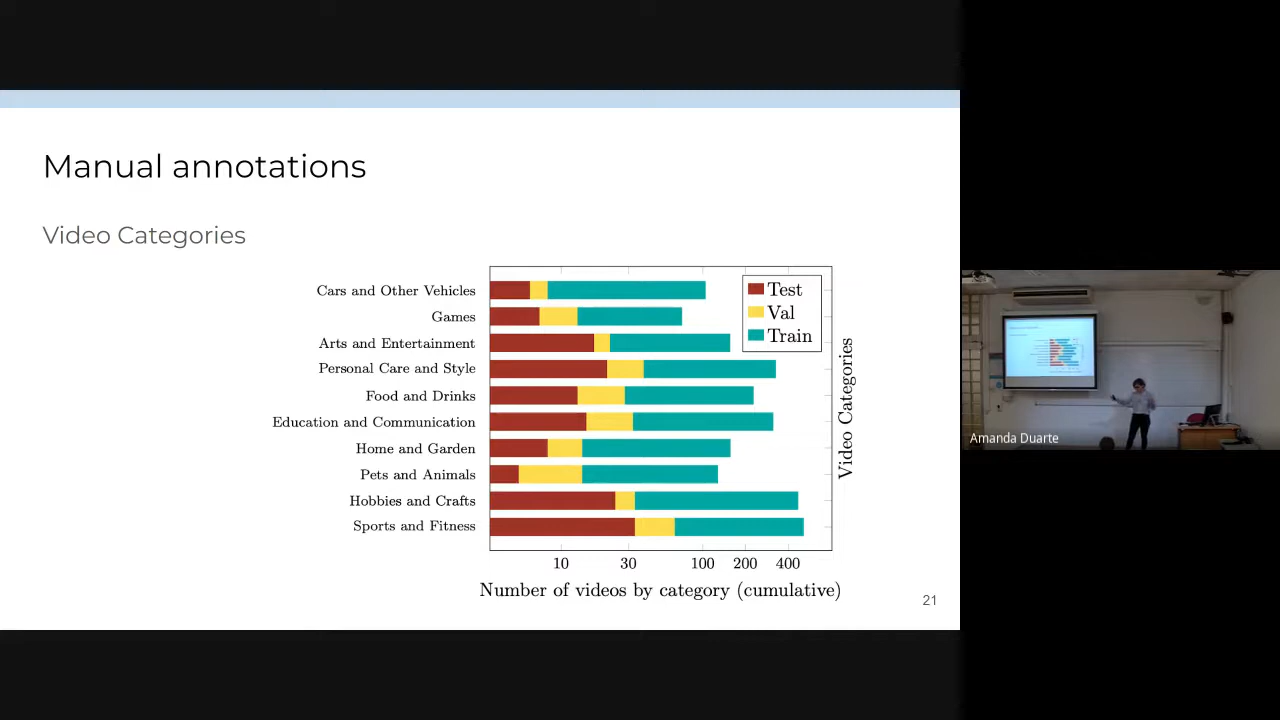 Manual annotations
Video Categories
Cars and Other Vehicles
Games
Arts and Entertainment
Personal Care and Style
Food and Drinks
Education and Communication
Home and Garden
Pets and Animals
Hobbies and Crafts
Sports and Fitness
Test
Val
Train
Video Categories
10 30 100 200 400
Number of videos by category (cumulative)
21
Amanda Duarte